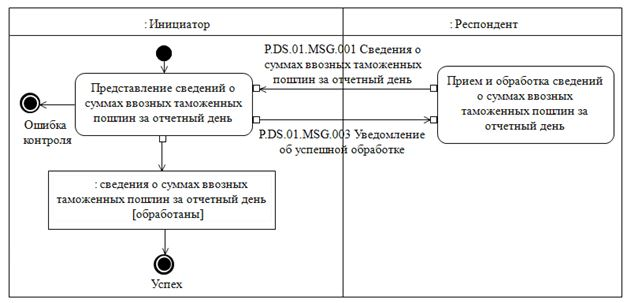 : Инициатор
: Респондент
P.DS.01.MSG.001 Сведения о
суммах ввозных таможенных
пошлин за отчетный день
Представление сведений о
суммах ввозных таможенных
пошлин за отчетный день
Прием и обработка сведений
о суммах ввозных
таможенных пошлин за
отчетный день
Ошибка
контроля
P.DS.01.MSG.003 Уведомление
об успешной обработке
: сведения о суммах ввозных
таможенных пошлин за отчетный день
[обработаны]
Успех